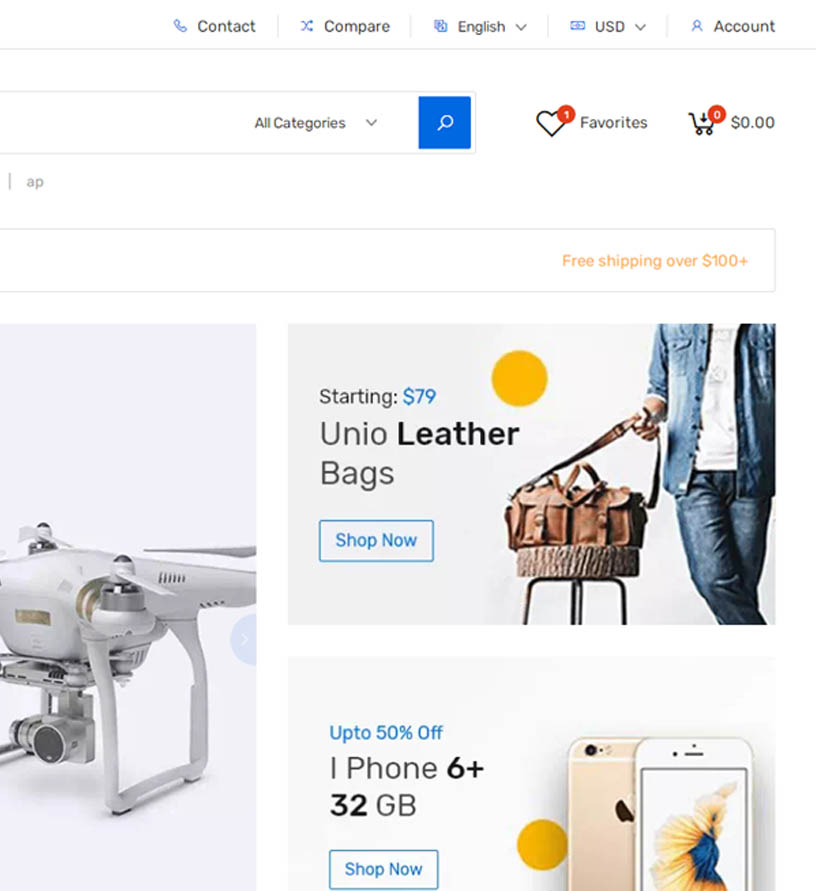 Contact
Compare
English
USD
Account
All Categories
1
Favorites
0
$0.00
ap
Free shipping over $100+
Starting: $79
Unio Leather
Bags
Shop Now
Upto 50% Off
I Phone 6+
32 GB
Shop Now